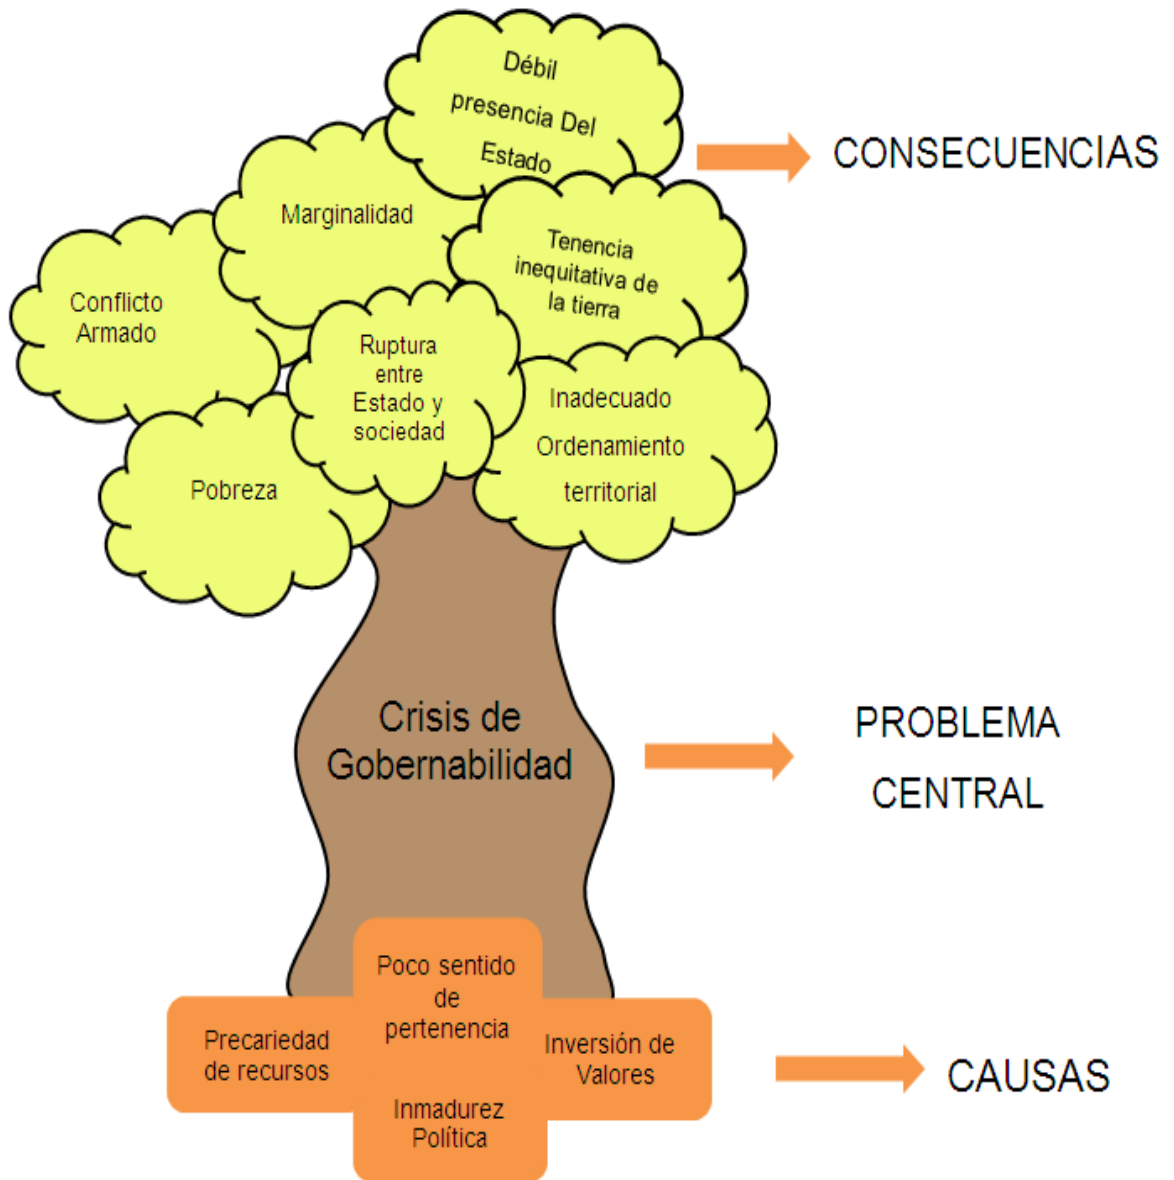 Débil
presencia Del
Estado
CONSECUENCIAS
Marginalidad
Tenencia
inequitativa de
la tierra
Conflicto
Armado
Ruptura
entre
Estado y
sociedad
Inadecuado
Ordenamiento
territorial
Pobreza
Crisis de
Gobernabilidad
PROBLEMA
CENTRAL
Poco sentido
de
pertenencia
Precariedad
de recursos
Inversión de
Valores
Inmadurez
Política
CAUSAS